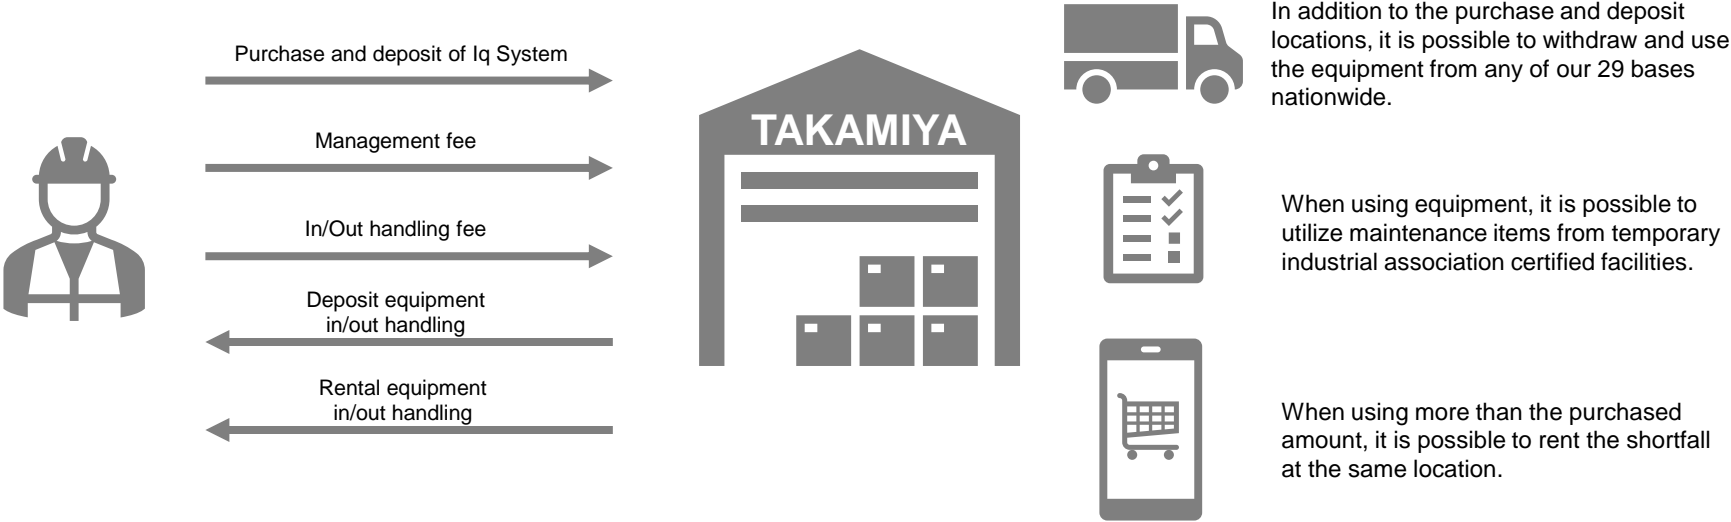 Purchase and deposit of Iq System
Management fee
In/Out handling fee
Deposit equipment
in/out handling
Rental equipment
in/out handling
TAKAMIYA
In addition to the purchase and deposit
locations, it is possible to withdraw and use
the equipment from any of our 29 bases
nationwide.
When using equipment, it is possible to
utilize maintenance items from temporary
industrial association certified facilities.
When using more than the purchased
amount, it is possible to rent the shortfall
at the same location.